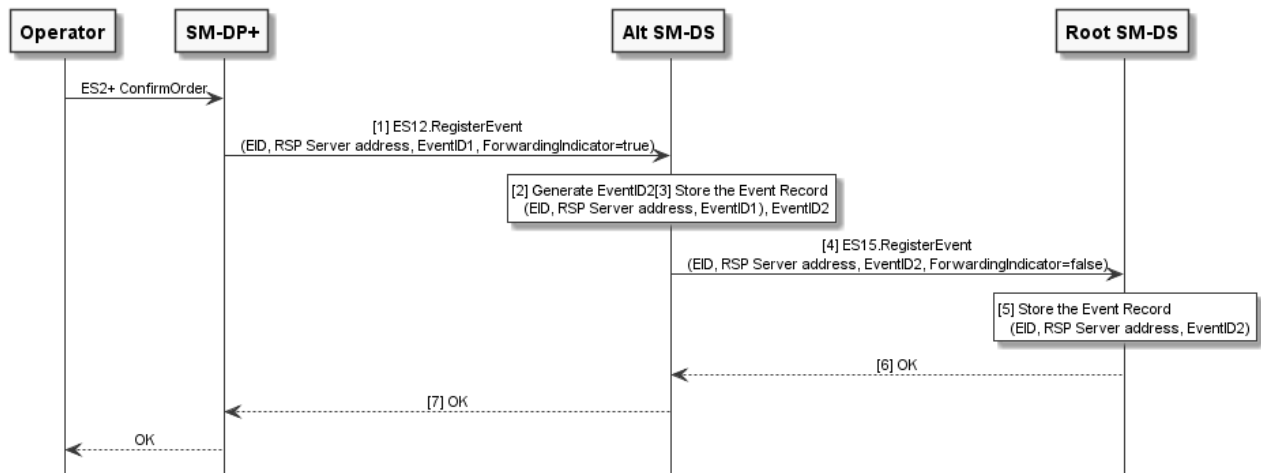 Operator
SM-DP+
Alt SM-DS
Root SM-DS
ES2+ ConfirmOrder
[1] ES12.RegisterEvent
(EID, RSP Server address, EventID1, ForwardingIndicator=true)
[2] Generate EventID2[3] Store the Event Record
(EID, RSP Server address, EventID1), EventID2
[4] ES15.RegisterEvent
(EID, RSP Server address, EventID2, ForwardingIndicator=false)
[5] Store the Event Record
(EID, RSP Server address, EventID2)
[6] OK
[7] OK
OK